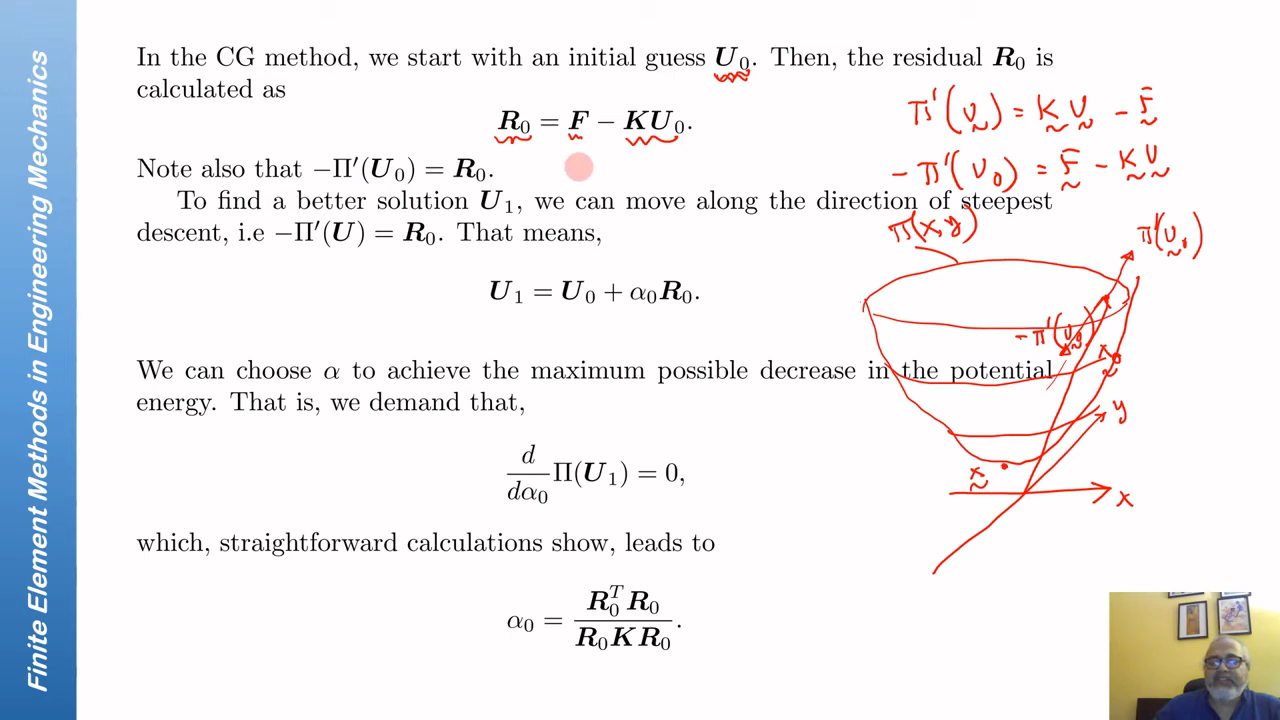 Finite Element Methods in Engineering Mechanics
In the CG method, we start with an initial guess U₀. Then, the residual R₀ is
calculated as
R₀ = F − KU₀.
Note also that −Π′(U₀) = R₀.
To find a better solution U₁, we can move along the direction of steepest
descent, i.e −Π′(U) = R₀. That means,
U₁ = U₀ + α₀R₀.
We can choose α to achieve the maximum possible decrease in the potential
energy. That is, we demand that,
d/dα₀ Π(U₁) = 0,
which, straightforward calculations show, leads to
α₀ = R₀ᵀR₀ / R₀KR₀.
Π′(U) = K U − F
−Π′(U₀) = F − K U
Π(x,y)
Π′(U₀)
−Π′(U₀)
x₀
y
x
x